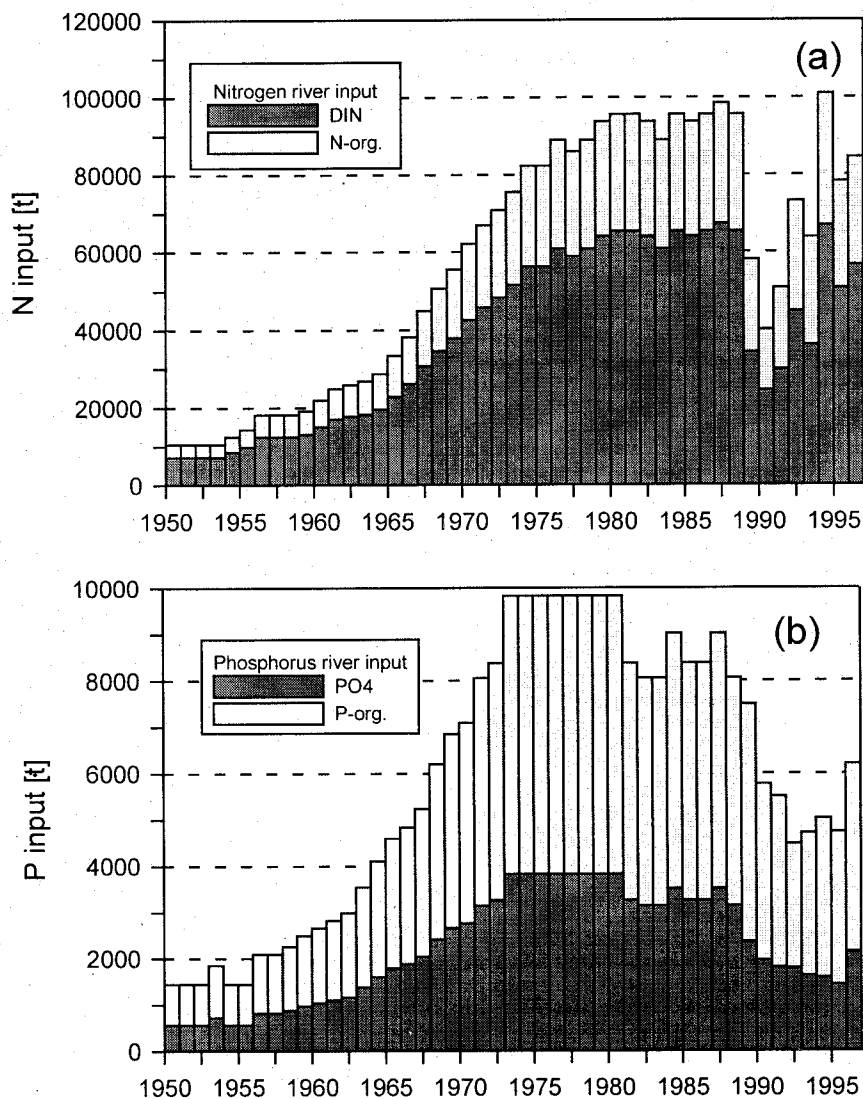 (a)
Nitrogen river input
DIN
N-org.
N input [t]
120000
100000
80000
60000
40000
20000
0
1950 1955 1960 1965 1970 1975 1980 1985 1990 1995
(b)
Phosphorus river input
PO4
P-org.
P input [t]
10000
8000
6000
4000
2000
0
1950 1955 1960 1965 1970 1975 1980 1985 1990 1995